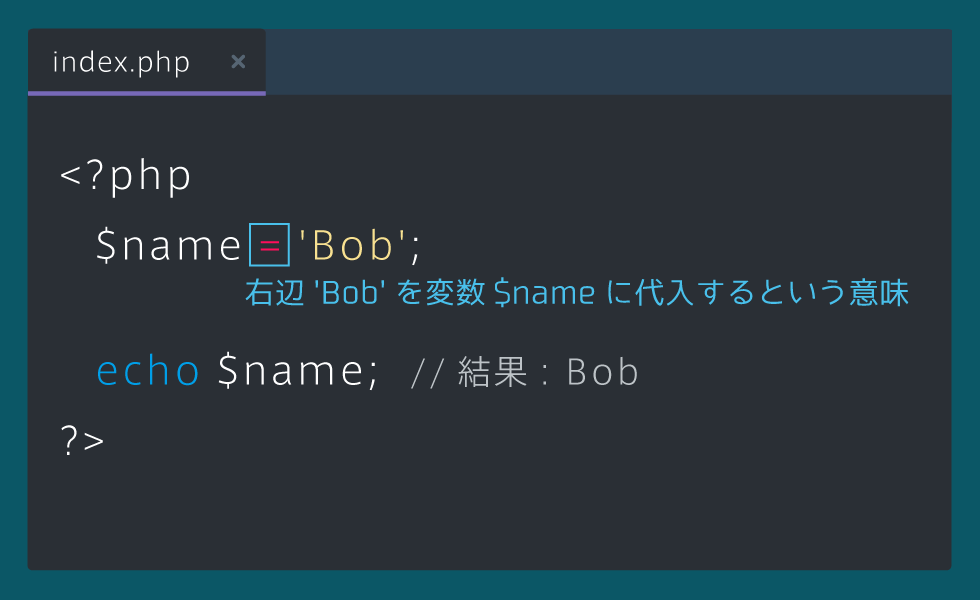 index.php ×
<?php
$name = 'Bob';
右辺 'Bob' を変数 $name に代入するという意味
echo $name; // 結果 : Bob
?>